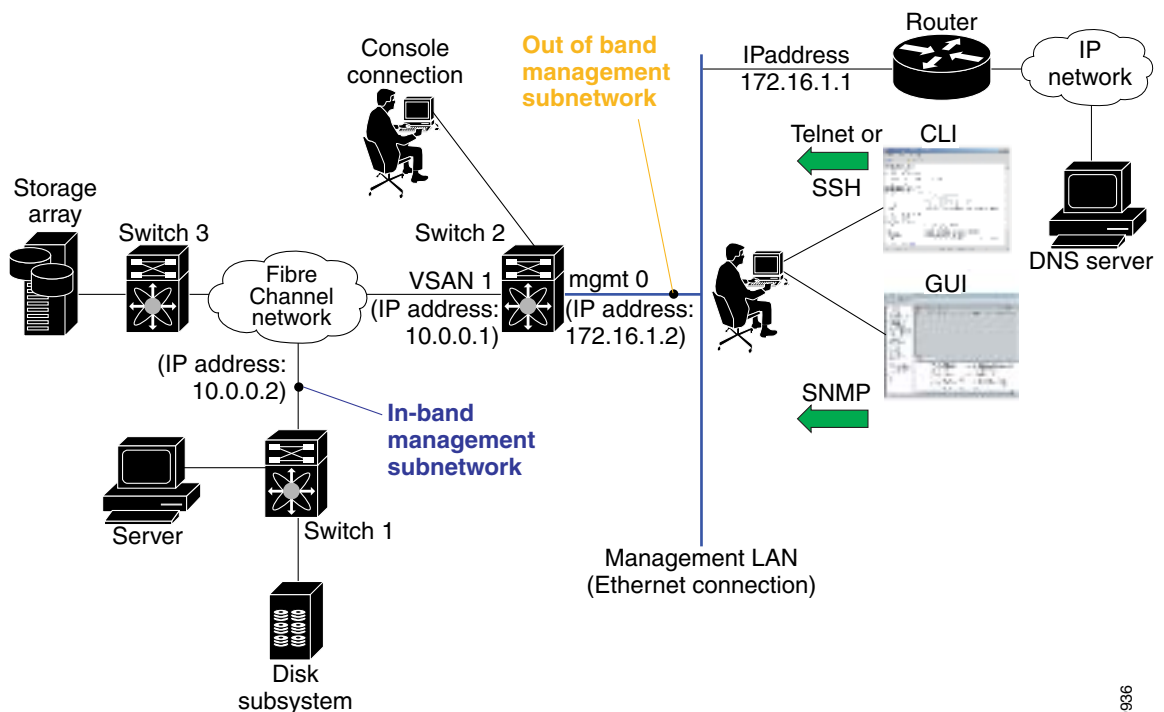 Console
connection
Out of band
management
subnetwork
IPaddress
172.16.1.1
Router
IP
network
Telnet or
SSH
CLI
DNS server
Storage
array
Switch 3
Fibre
Channel
network
Switch 2
VSAN 1
(IP address:
10.0.0.1)
mgmt 0
(IP address:
172.16.1.2)
GUI
SNMP
(IP address:
10.0.0.2)
In-band
management
subnetwork
Server
Switch 1
Management LAN
(Ethernet connection)
Disk
subsystem
936